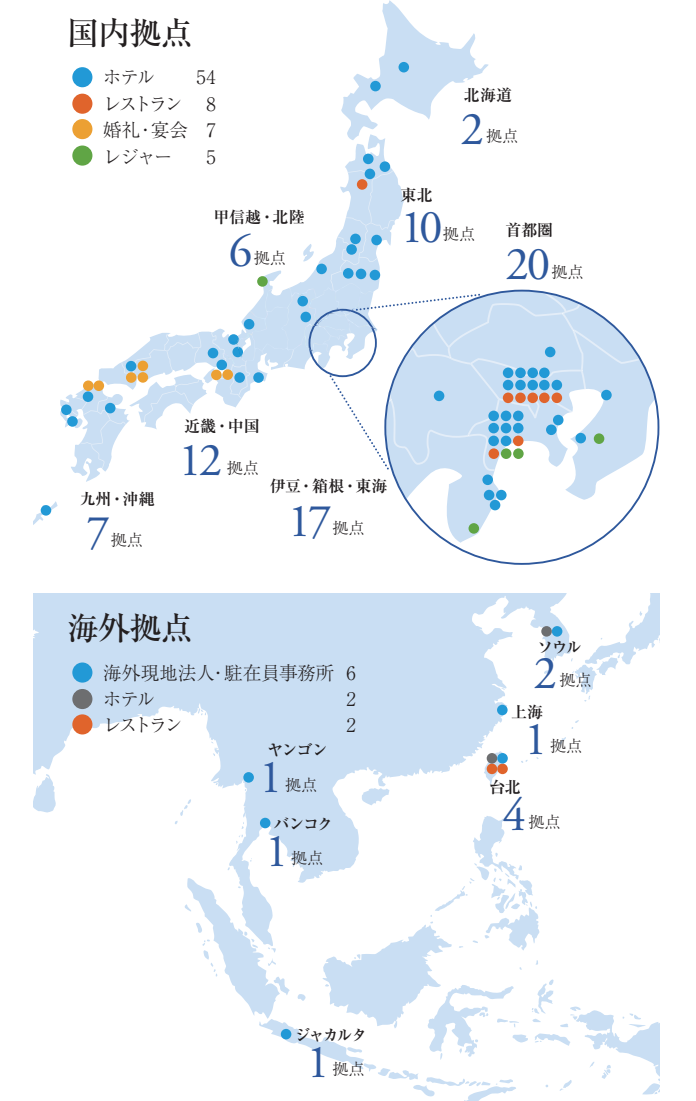 国内拠点
ホテル 54
レストラン 8
婚礼・宴会 7
レジャー 5
北海道
2拠点
東北
10拠点
甲信越・北陸
6拠点
首都圏
20拠点
近畿・中国
12拠点
伊豆・箱根・東海
17拠点
九州・沖縄
7拠点
海外拠点
海外現地法人・駐在員事務所 6
ホテル 2
レストラン 2
ソウル
2拠点
上海
1拠点
ヤンゴン
1拠点
台北
4拠点
バンコク
1拠点
ジャカルタ
1拠点